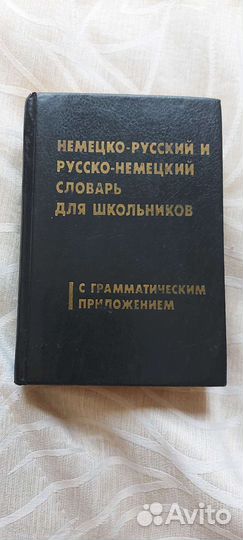 НЕМЕЦКО-РУССКИЙ И
РУССКО-НЕМЕЦКИЙ
СЛОВАРЬ
ДЛЯ ШКОЛЬНИКОВ
С ГРАММАТИЧЕСКИМ
ПРИЛОЖЕНИЕМ
Avito